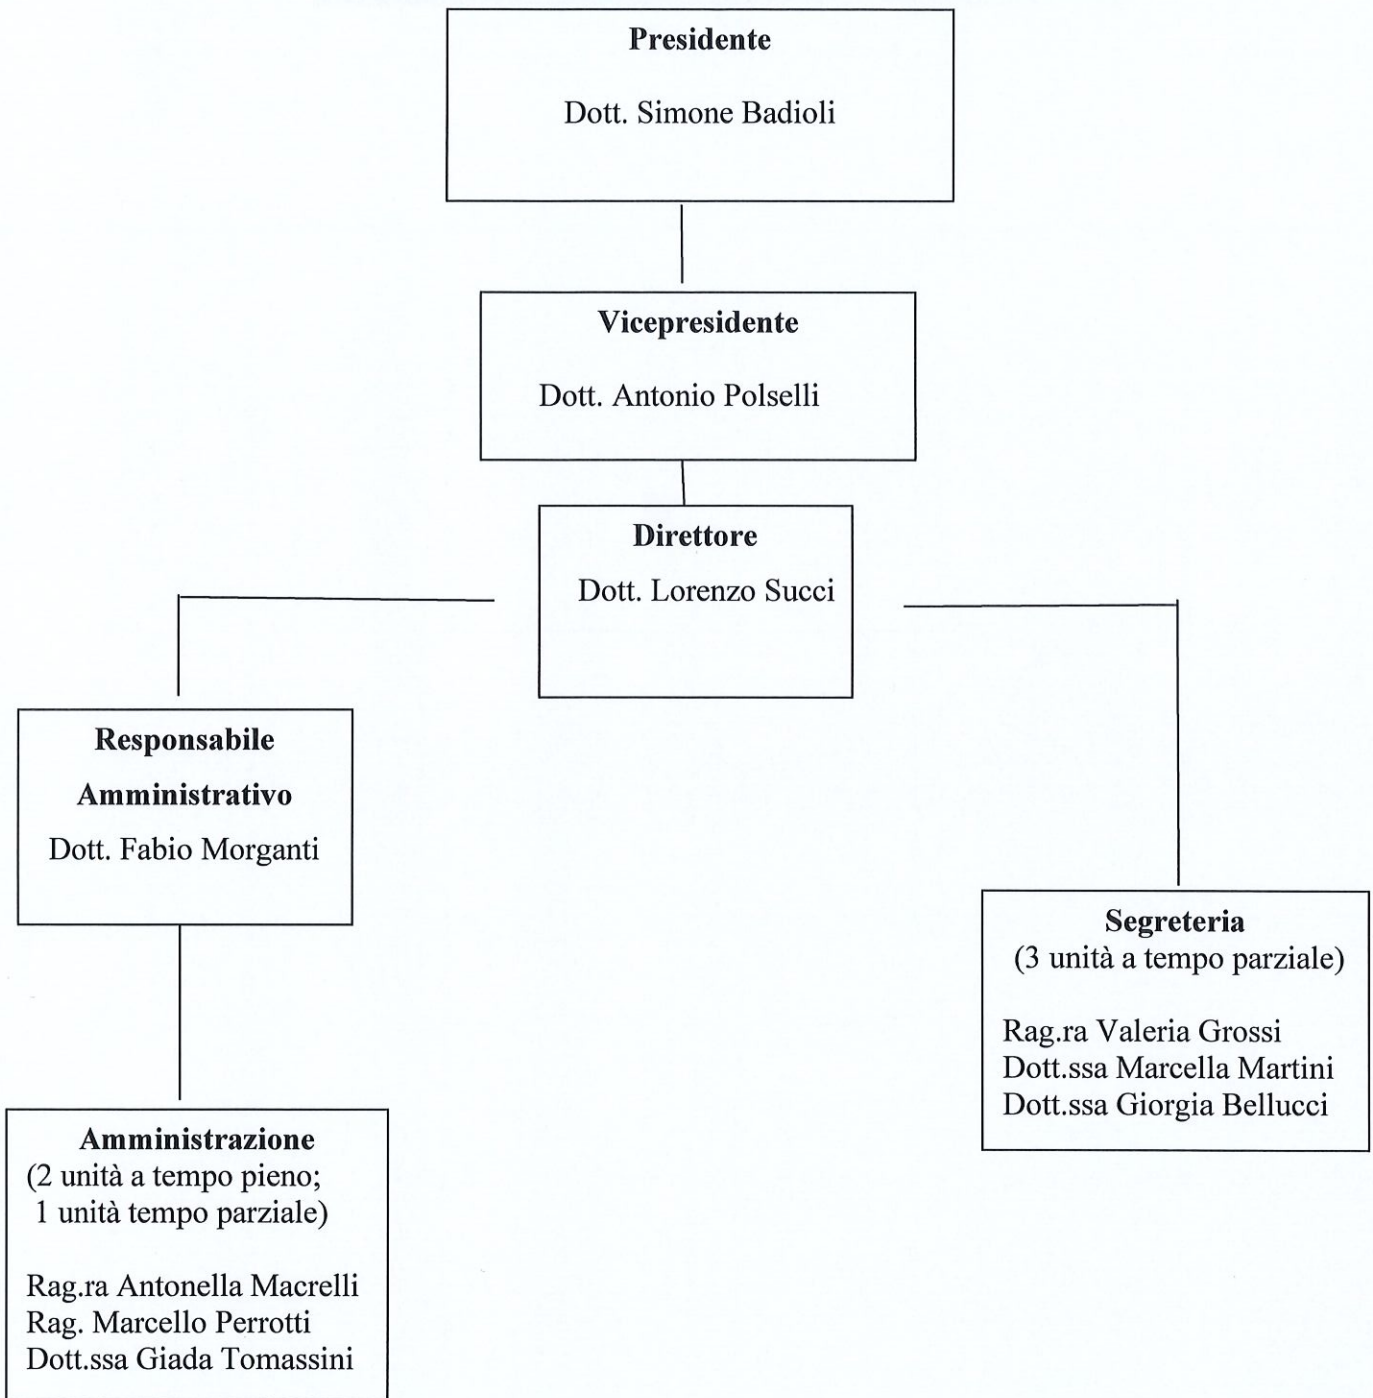 Presidente
Dott. Simone Badioli
Vicepresidente
Dott. Antonio Polselli
Direttore
Dott. Lorenzo Succi
Responsabile
Amministrativo
Dott. Fabio Morganti
Segreteria
(3 unità a tempo parziale)
Rag.ra Valeria Grossi
Dott.ssa Marcella Martini
Dott.ssa Giorgia Bellucci
Amministrazione
(2 unità a tempo pieno;
1 unità tempo parziale)
Rag.ra Antonella Macrelli
Rag. Marcello Perrotti
Dott.ssa Giada Tomassini